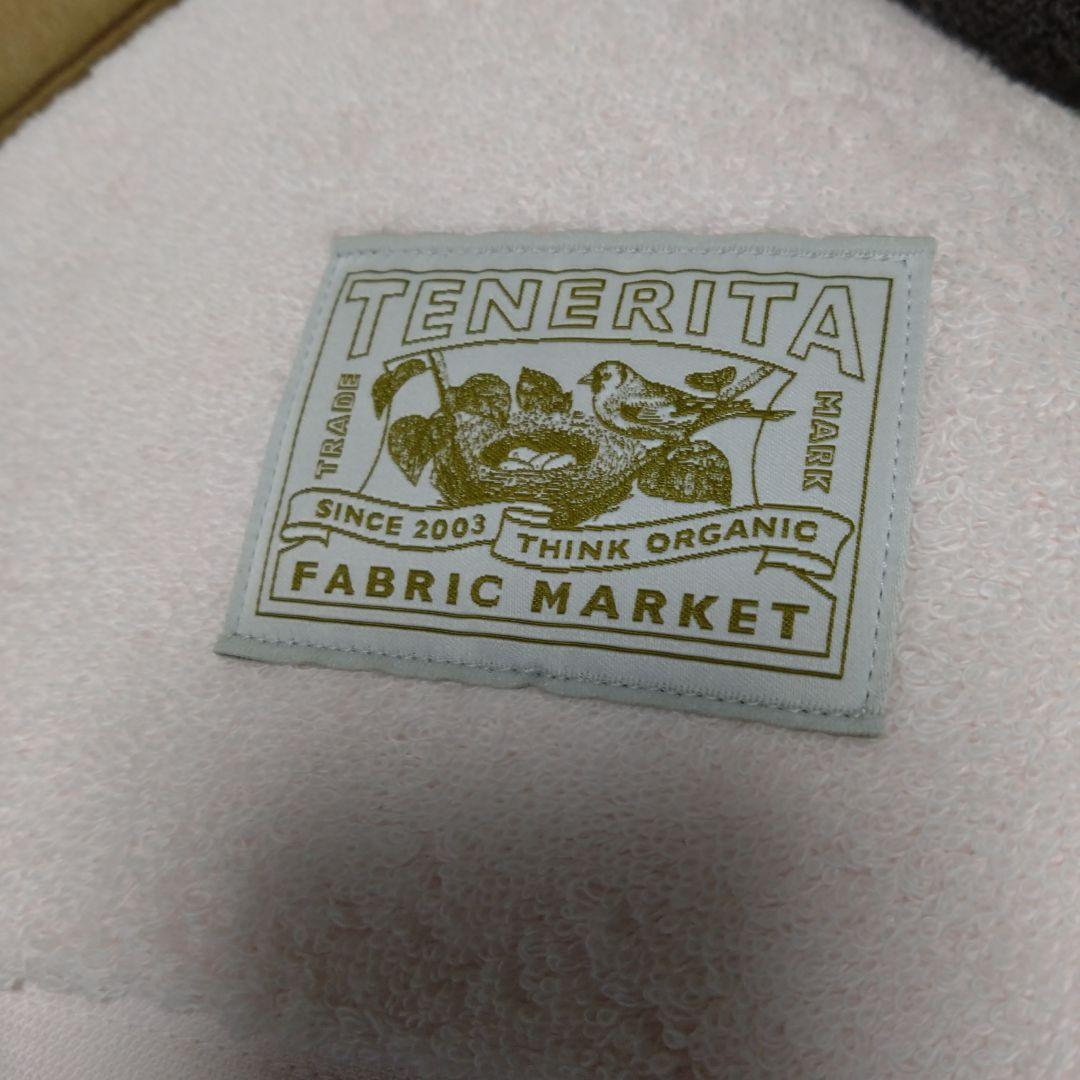 TENERITA
TRADE
MARK
SINCE 2003
THINK ORGANIC
FABRIC MARKET